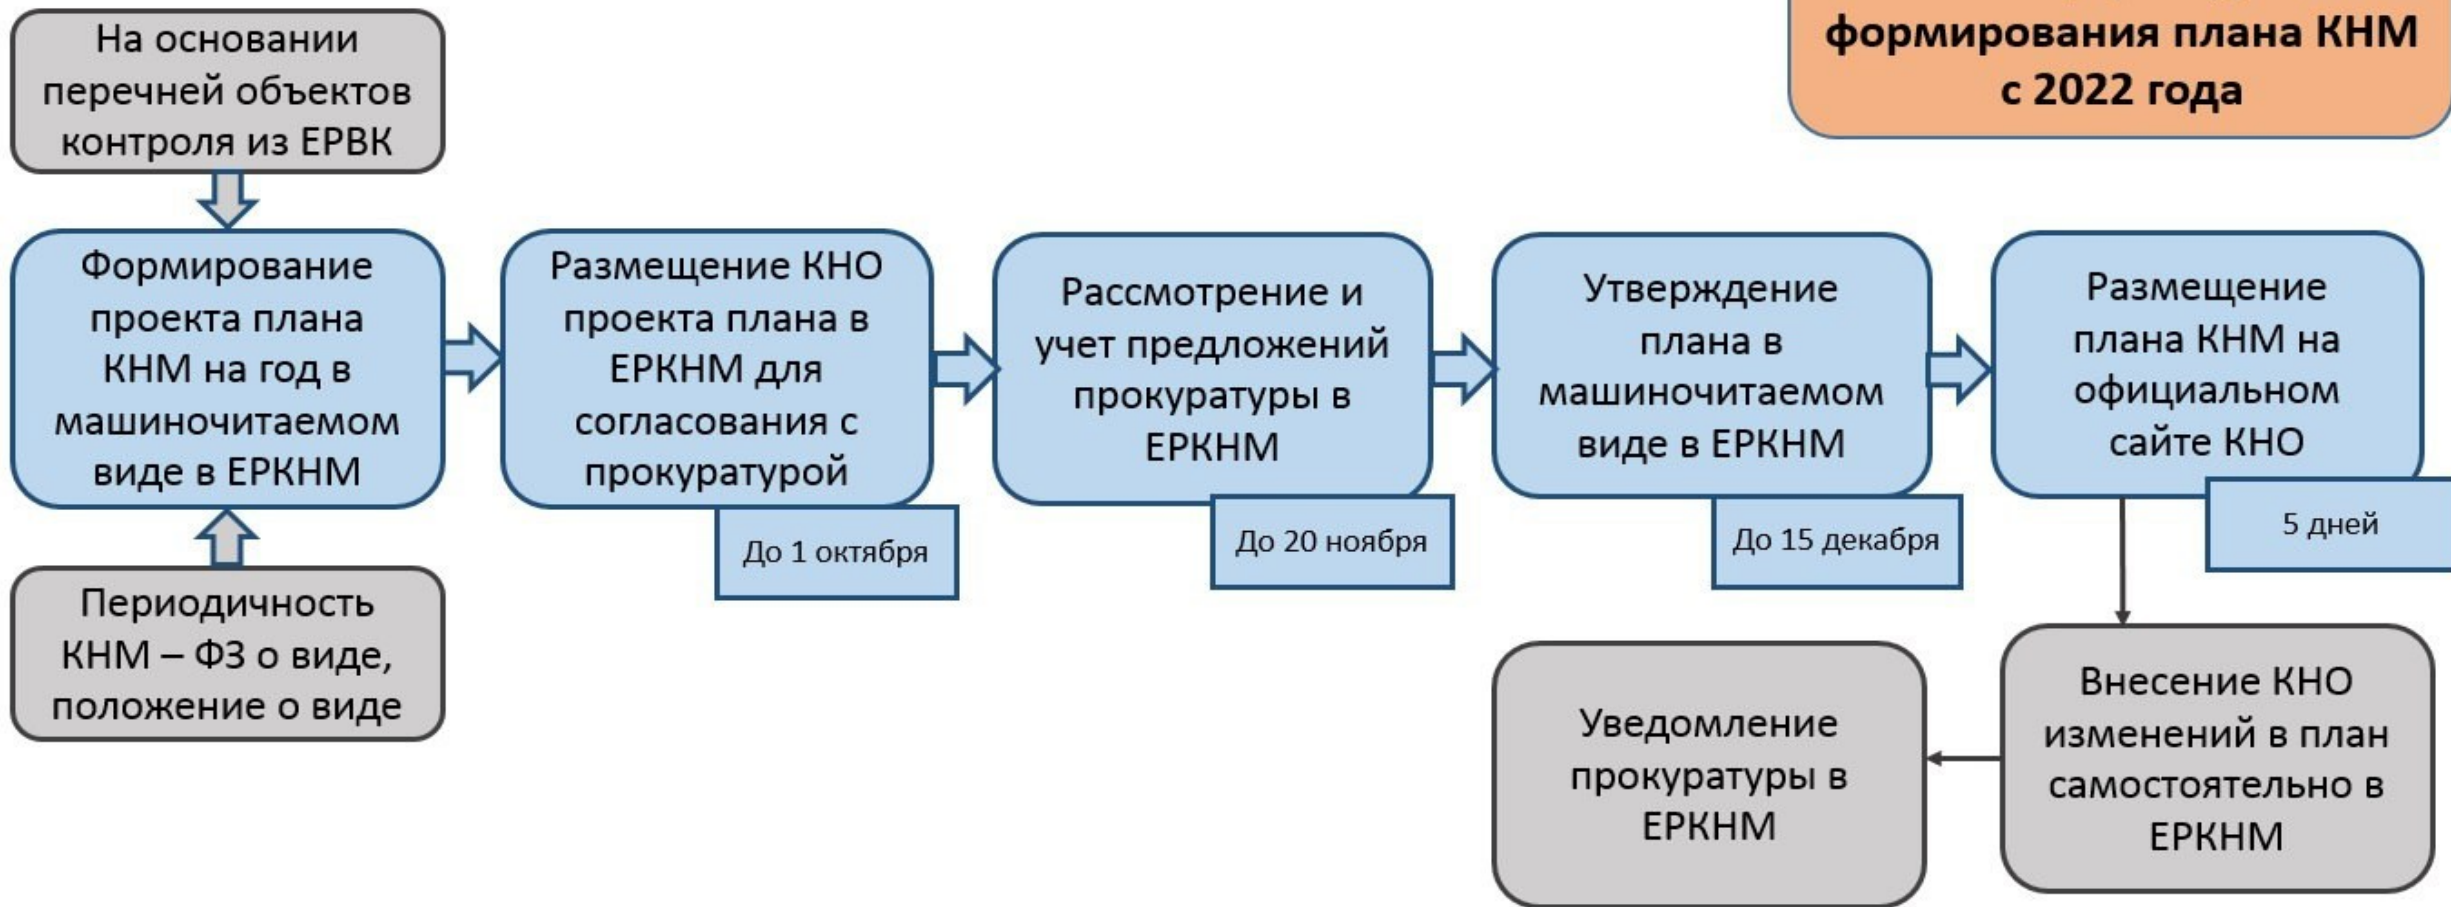 На основании
перечней объектов
контроля из ЕРВК
формирования плана КНМ
с 2022 года
Формирование
проекта плана
КНМ на год в
машиночитаемом
виде в ЕРКНМ
Размещение КНО
проекта плана в
ЕРКНМ для
согласования с
прокуратурой
До 1 октября
Рассмотрение и
учет предложений
прокуратуры в
ЕРКНМ
До 20 ноября
Утверждение
плана в
машиночитаемом
виде в ЕРКНМ
До 15 декабря
Размещение
плана КНМ на
официальном
сайте КНО
5 дней
Периодичность
КНМ – ФЗ о виде,
положение о виде
Уведомление
прокуратуры в
ЕРКНМ
Внесение КНО
изменений в план
самостоятельно в
ЕРКНМ